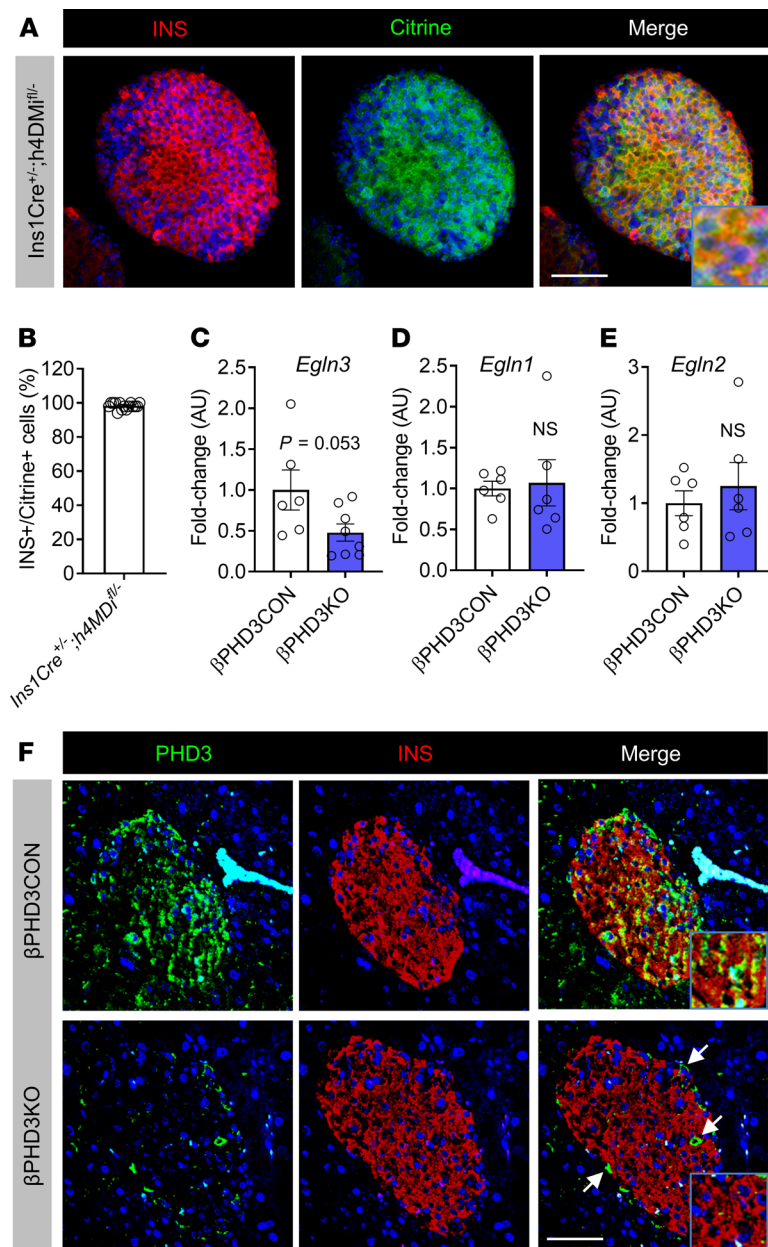 A
INS
Citrine
Merge
Ins1Cre+/-;h4DMifl/-
B
INS+/Citrine+ cells (%)
120
100
80
60
40
20
0
Ins1Cre+/-;h4MDifl/-
C
Egln3
Fold-change (AU)
2.5
2.0
1.5
1.0
0.5
0.0
P = 0.053
βPHD3CON
βPHD3KO
D
Egln1
Fold-change (AU)
2.5
2.0
1.5
1.0
0.5
0.0
NS
βPHD3CON
βPHD3KO
E
Egln2
Fold-change (AU)
3
2
1
0
NS
βPHD3CON
βPHD3KO
F
PHD3
INS
Merge
βPHD3CON
βPHD3KO